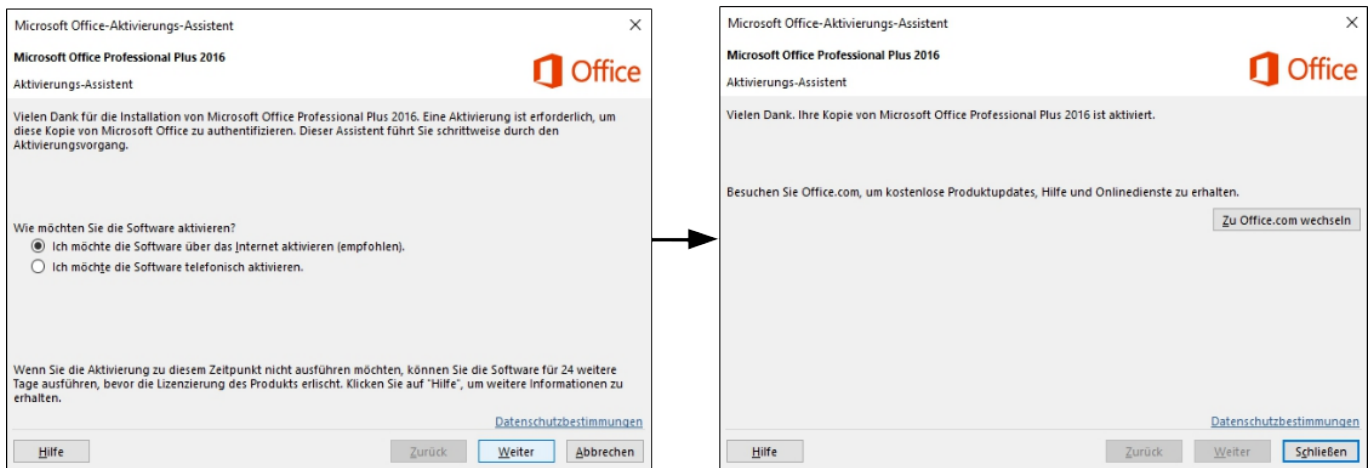 Microsoft Office-Aktivierungs-Assistent
Microsoft Office Professional Plus 2016
Office
Aktivierungs-Assistent
Vielen Dank für die Installation von Microsoft Office Professional Plus 2016. Eine Aktivierung ist erforderlich, um
diese Kopie von Microsoft Office zu authentifizieren. Dieser Assistent führt Sie schrittweise durch den
Aktivierungsvorgang.
Wie möchten Sie die Software aktivieren?
Ich möchte die Software über das Internet aktivieren (empfohlen).
Ich möchte die Software telefonisch aktivieren.
Wenn Sie die Aktivierung zu diesem Zeitpunkt nicht ausführen möchten, können Sie die Software für 24 weitere
Tage ausführen, bevor die Lizenzierung des Produkts erlischt. Klicken Sie auf "Hilfe", um weitere Informationen zu
erhalten.
Datenschutzbestimmungen
Hilfe Zurück Weiter Abbrechen
Microsoft Office-Aktivierungs-Assistent
Microsoft Office Professional Plus 2016
Office
Aktivierungs-Assistent
Vielen Dank. Ihre Kopie von Microsoft Office Professional Plus 2016 ist aktiviert.
Besuchen Sie Office.com, um kostenlose Produktupdates, Hilfe und Onlinedienste zu erhalten.
Zu Office.com wechseln
Datenschutzbestimmungen
Hilfe Zurück Weiter Schließen